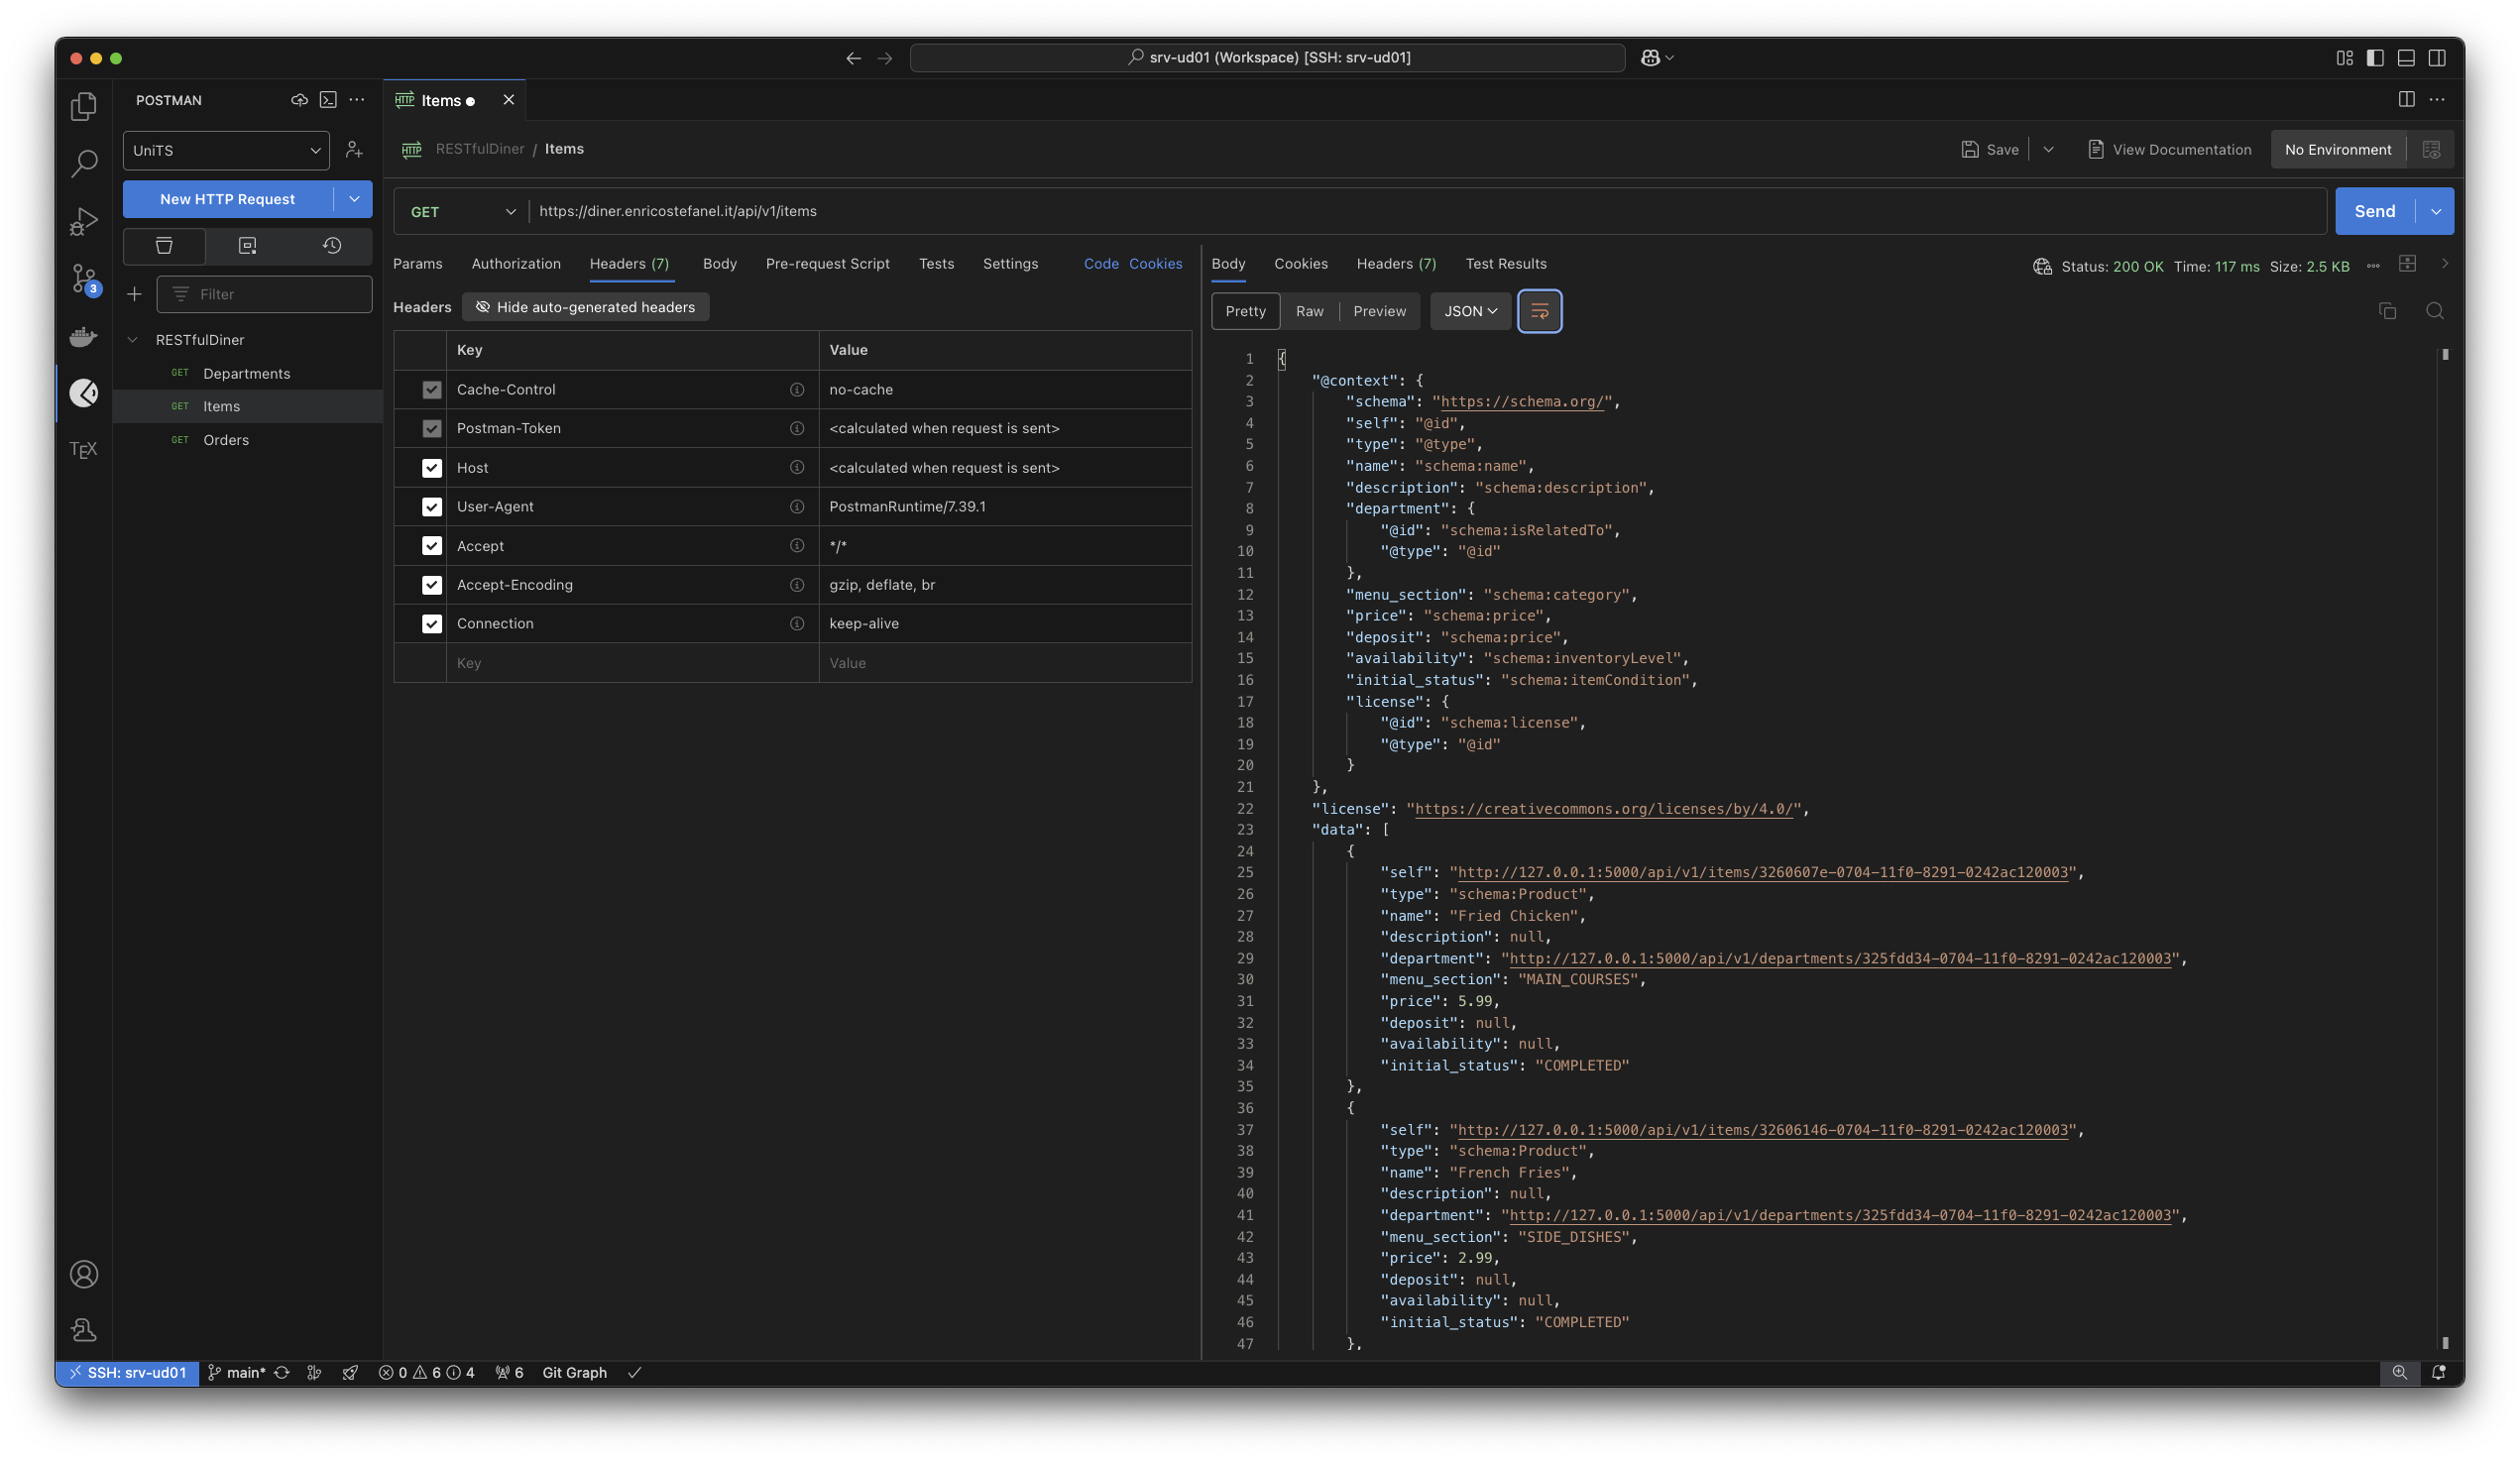 srv-ud01 (Workspace) [SSH: srv-ud01]
POSTMAN
HTTP Items
UniTS
New HTTP Request
Filter
RESTfulDiner
GET Departments
GET Items
GET Orders
3
TEX
HTTP RESTfulDiner / Items
Save
View Documentation
No Environment
GET https://diner.enricostefanel.it/api/v1/items
Send
Params Authorization Headers (7) Body Pre-request Script Tests Settings Code Cookies
Headers Hide auto-generated headers
Key Value
Cache-Control no-cache
Postman-Token <calculated when request is sent>
Host <calculated when request is sent>
User-Agent PostmanRuntime/7.39.1
Accept */*
Accept-Encoding gzip, deflate, br
Connection keep-alive
Key Value
Body Cookies Headers (7) Test Results
Status: 200 OK Time: 117 ms Size: 2.5 KB
Pretty Raw Preview JSON
1 {
2 "@context": {
3 "schema": "https://schema.org/",
4 "self": "@id",
5 "type": "@type",
6 "name": "schema:name",
7 "description": "schema:description",
8 "department": {
9 "@id": "schema:isRelatedTo",
10 "@type": "@id"
11 },
12 "menu_section": "schema:category",
13 "price": "schema:price",
14 "deposit": "schema:price",
15 "availability": "schema:inventoryLevel",
16 "initial_status": "schema:itemCondition",
17 "license": {
18 "@id": "schema:license",
19 "@type": "@id"
20 }
21 },
22 "license": "https://creativecommons.org/licenses/by/4.0/",
23 "data": [
24 {
25 "self": "http://127.0.0.1:5000/api/v1/items/3260607e-0704-11f0-8291-0242ac120003",
26 "type": "schema:Product",
27 "name": "Fried Chicken",
28 "description": null,
29 "department": "http://127.0.0.1:5000/api/v1/departments/325fdd34-0704-11f0-8291-0242ac120003",
30 "menu_section": "MAIN_COURSES",
31 "price": 5.99,
32 "deposit": null,
33 "availability": null,
34 "initial_status": "COMPLETED"
35 },
36 {
37 "self": "http://127.0.0.1:5000/api/v1/items/32606146-0704-11f0-8291-0242ac120003",
38 "type": "schema:Product",
39 "name": "French Fries",
40 "description": null,
41 "department": "http://127.0.0.1:5000/api/v1/departments/325fdd34-0704-11f0-8291-0242ac120003",
42 "menu_section": "SIDE_DISHES",
43 "price": 2.99,
44 "deposit": null,
45 "availability": null,
46 "initial_status": "COMPLETED"
47 },
SSH: srv-ud01 main* 0 6 4 6 Git Graph